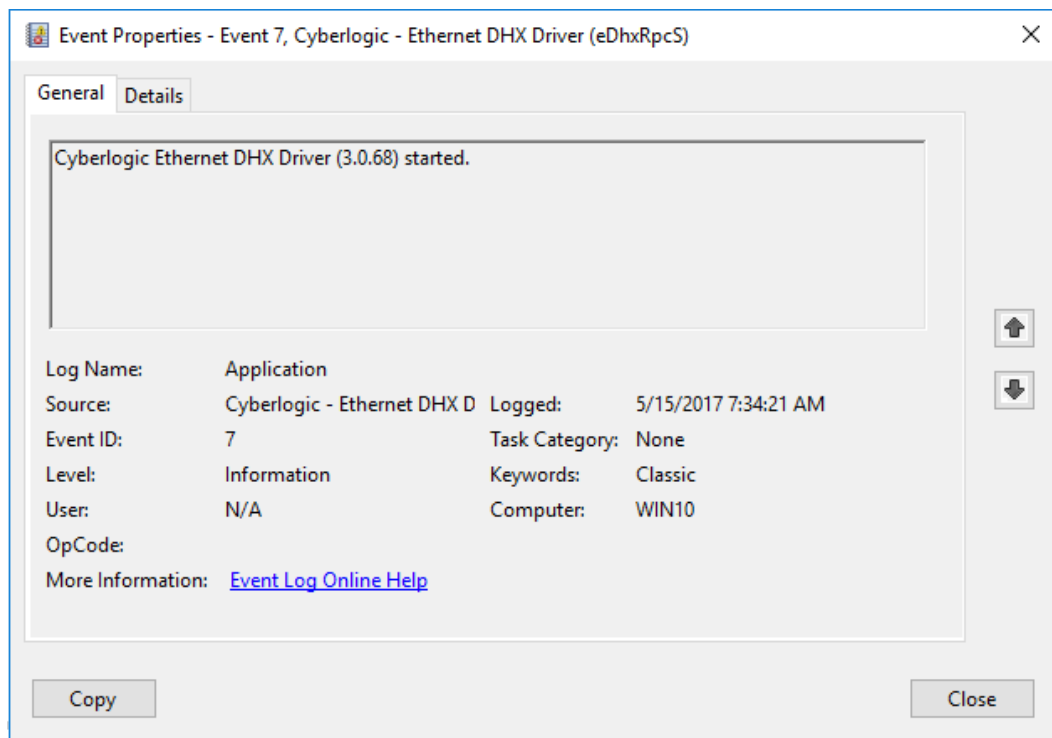 Event Properties - Event 7, Cyberlogic - Ethernet DHX Driver (eDhxRpcS)
General Details
Cyberlogic Ethernet DHX Driver (3.0.68) started.
Log Name: Application
Source: Cyberlogic - Ethernet DHX D Logged: 5/15/2017 7:34:21 AM
Event ID: 7 Task Category: None
Level: Information Keywords: Classic
User: N/A Computer: WIN10
OpCode:
More Information: Event Log Online Help
Copy Close